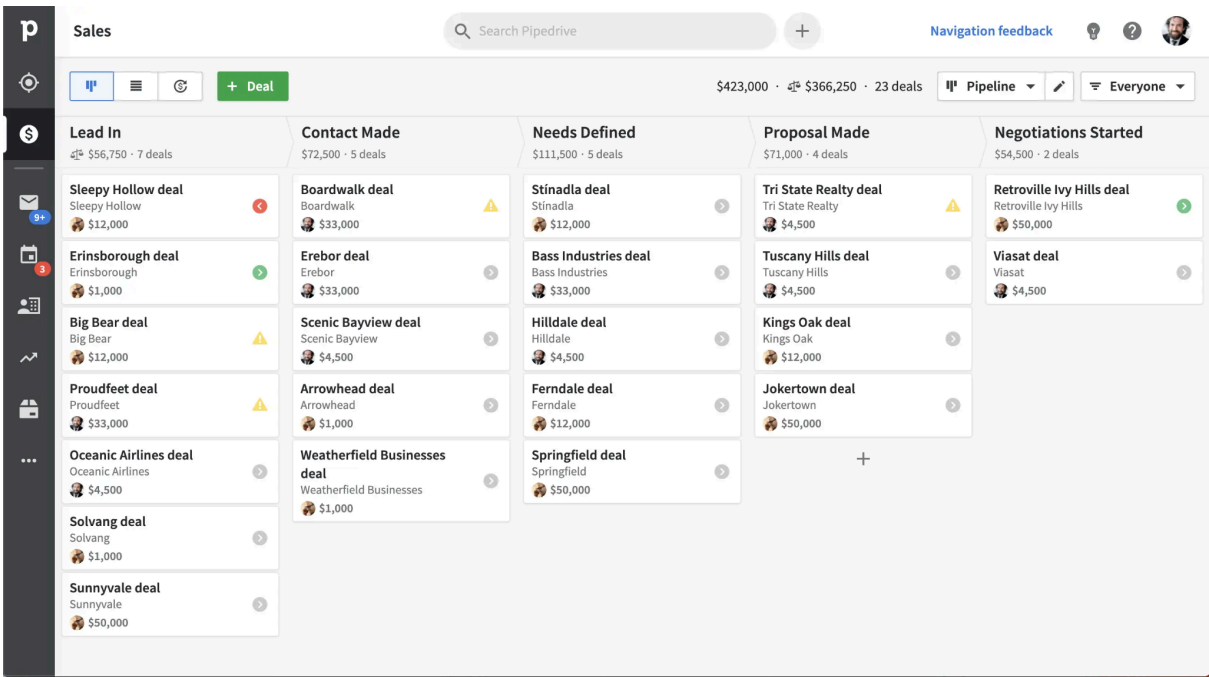 p
Sales
Search Pipedrive
Navigation feedback
?
+ Deal
$423,000 · $366,250 · 23 deals
Pipeline
Everyone
9+
3
Lead In
$56,750 · 7 deals
Sleepy Hollow deal
Sleepy Hollow
$12,000
Erinsborough deal
Erinsborough
$1,000
Big Bear deal
Big Bear
$12,000
Proudfeet deal
Proudfeet
$33,000
Oceanic Airlines deal
Oceanic Airlines
$4,500
Solvang deal
Solvang
$1,000
Sunnyvale deal
Sunnyvale
$50,000
Contact Made
$72,500 · 5 deals
Boardwalk deal
Boardwalk
$33,000
Erebor deal
Erebor
$33,000
Scenic Bayview deal
Scenic Bayview
$4,500
Arrowhead deal
Arrowhead
$1,000
Weatherfield Businesses
deal
Weatherfield Businesses
$1,000
Needs Defined
$111,500 · 5 deals
Stínadla deal
Stínadla
$12,000
Bass Industries deal
Bass Industries
$33,000
Hilldale deal
Hilldale
$4,500
Ferndale deal
Ferndale
$12,000
Springfield deal
Springfield
$50,000
Proposal Made
$71,000 · 4 deals
Tri State Realty deal
Tri State Realty
$4,500
Tuscany Hills deal
Tuscany Hills
$4,500
Kings Oak deal
Kings Oak
$12,000
Jokertown deal
Jokertown
$50,000
Negotiations Started
$54,500 · 2 deals
Retroville Ivy Hills deal
Retroville Ivy Hills
$50,000
Viasat deal
Viasat
$4,500